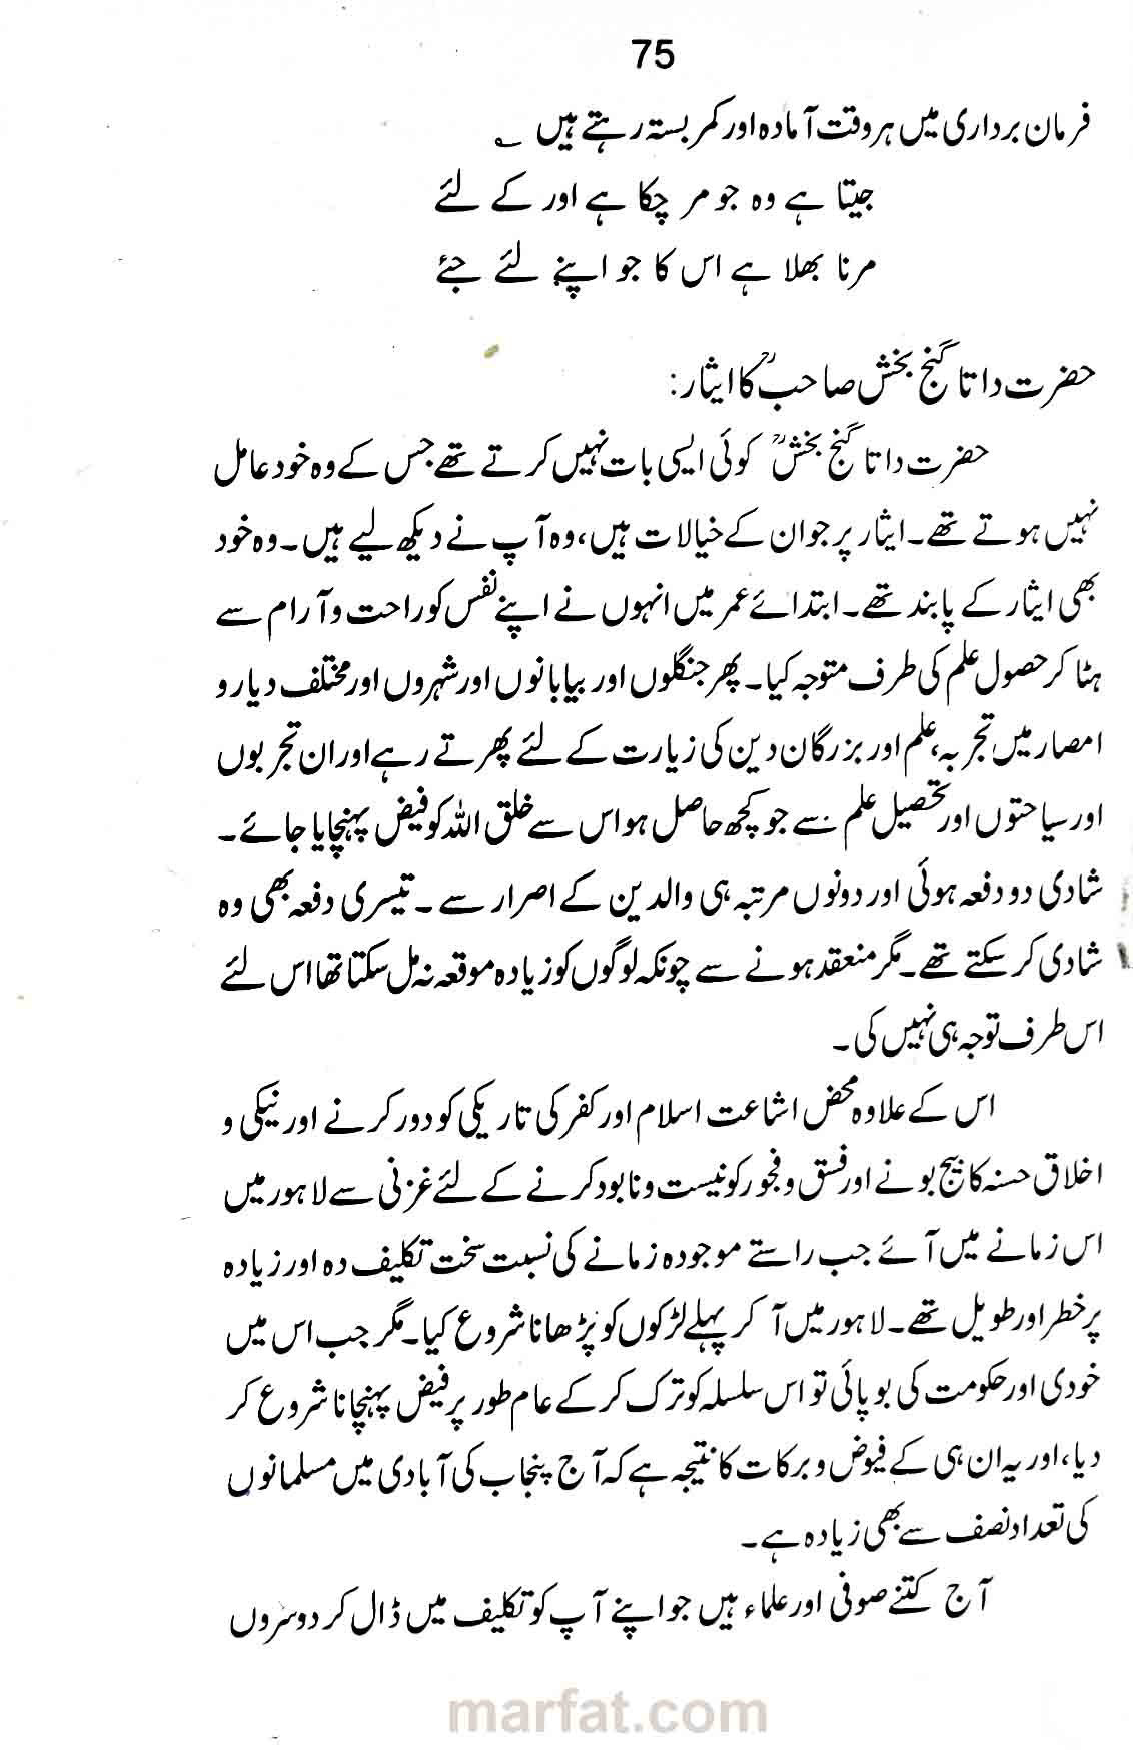 75
فرمان برداری میں ہر وقت آمادہ اور کمر بستہ رہتے ہیں ؎
جیتا ہے وہ جو مر چکا ہے اور کے لئے
مرنا بھلا ہے اس کا جو اپنے لئے جئے
حضرت داتا گنج بخش صاحبؒ کا ایثار:
حضرت داتا گنج بخشؒ کوئی ایسی بات نہیں کرتے تھے جس کے وہ خود عامل
نہیں ہوتے تھے۔ ایثار پر جو ان کے خیالات ہیں، وہ آپ نے دیکھ لیے ہیں۔ وہ خود
بھی ایثار کے پابند تھے۔ ابتدائے عمر میں انہوں نے اپنے نفس کو راحت و آرام سے
ہٹا کر حصول علم کی طرف متوجہ کیا۔ پھر جنگلوں اور بیابانوں اور شہروں اور مختلف دیار و
امصار میں تجربہ، علم اور بزرگان دین کی زیارت کے لئے پھرتے رہے اور ان تجربوں
اور سیاحتوں اور تحصیل علم سے جو کچھ حاصل ہو اس سے خلق اللہ کو فیض پہنچایا جائے۔
شادی دو دفعہ ہوئی اور دونوں مرتبہ ہی والدین کے اصرار سے۔ تیسری دفعہ بھی وہ
شادی کر سکتے تھے۔ مگر منعقد ہونے سے چونکہ لوگوں کو زیادہ موقعہ نہ مل سکتا تھا اس لئے
اس طرف توجہ ہی نہیں کی۔
اس کے علاوہ محض اشاعت اسلام اور کفر کی تاریکی کو دور کرنے اور نیکی و
اخلاق حسنہ کا بیج بونے اور فسق و فجور کو نیست و نابود کرنے کے لئے غزنی سے لاہور میں
اس زمانے میں آئے جب راستے موجودہ زمانے کی نسبت سخت تکلیف دہ اور زیادہ
پر خطر اور طویل تھے۔ لاہور میں آ کر پہلے لڑکوں کو پڑھانا شروع کیا۔ مگر جب اس میں
خودی اور حکومت کی بو پائی تو اس سلسلہ کو ترک کر کے عام طور پر فیض پہنچانا شروع کر
دیا، اور یہ ان ہی کے فیوض و برکات کا نتیجہ ہے کہ آج پنجاب کی آبادی میں مسلمانوں
کی تعداد نصف سے بھی زیادہ ہے۔
آج کتنے صوفی اور علماء ہیں جو اپنے آپ کو تکلیف میں ڈال کر دوسروں
marfat.com